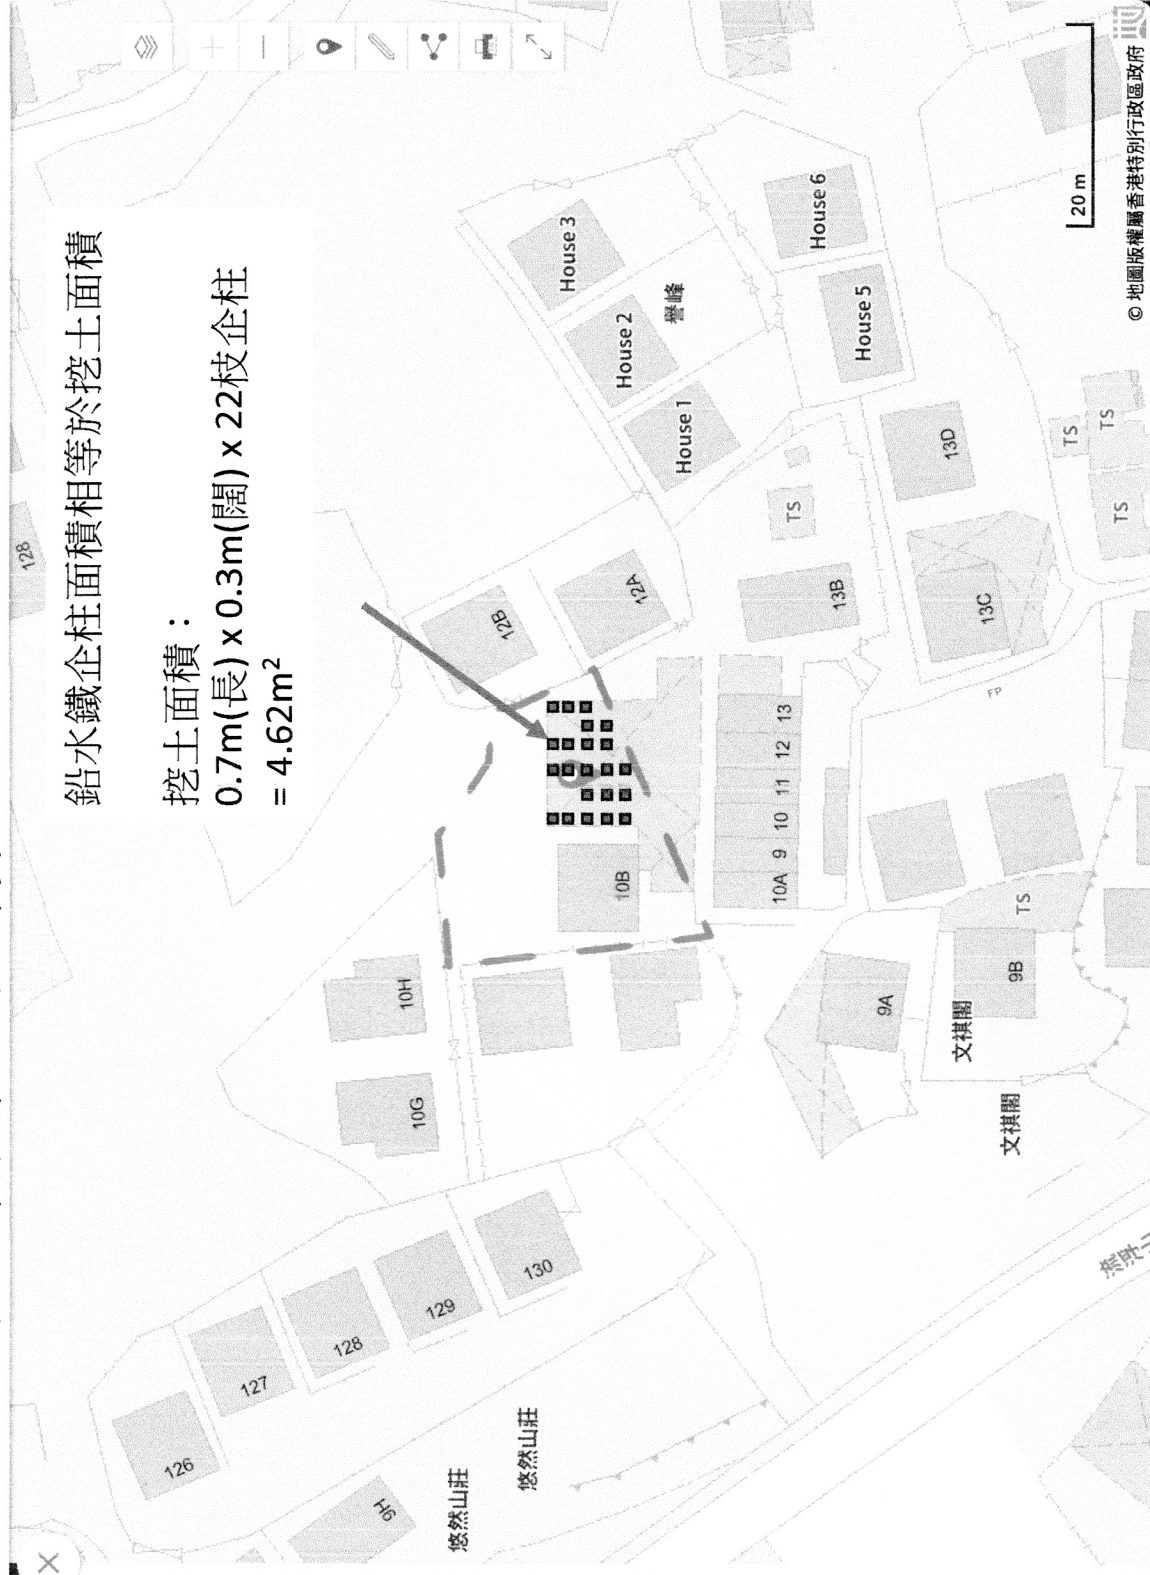 鉛水鐵企柱面積相等於挖土面積
挖土面積：
0.7m(長) x 0.3m(闊) x 22枝企柱
= 4.62m²
128
126
127
128
129
130
9H
悠然山莊
悠然山莊
10G
10H
10B
12B
12A
10A 9 10 11 12 13
13B
13C
13D
TS
House 1
House 2
House 3
譽峰
House 5
House 6
TS
TS
TS
FP
9A
9B
TS
文祺閣
文祺閣
20 m
© 地圖版權屬香港特別行政區政府